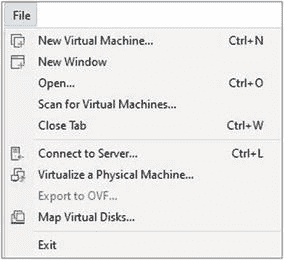 File
New Virtual Machine... Ctrl+N
New Window
Open... Ctrl+O
Scan for Virtual Machines...
Close Tab Ctrl+W
Connect to Server... Ctrl+L
Virtualize a Physical Machine...
Export to OVF...
Map Virtual Disks...
Exit